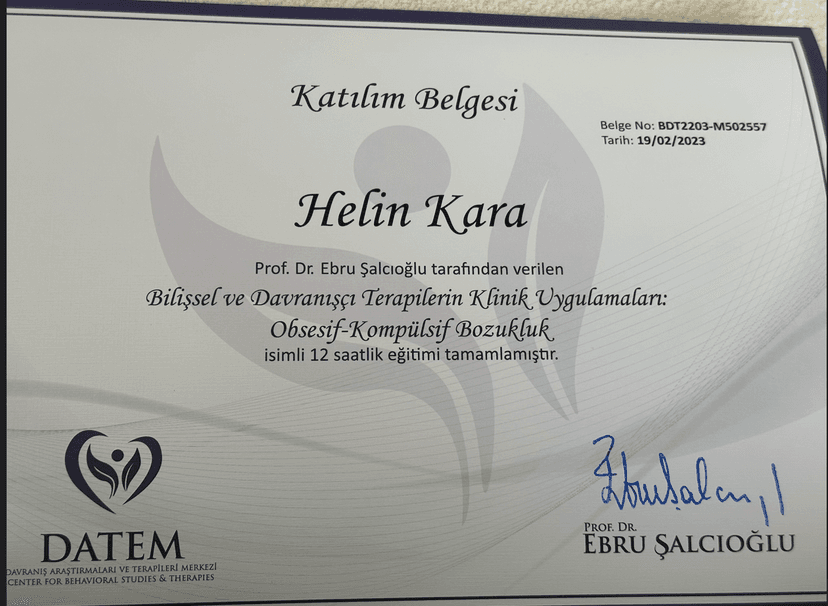 Katılım Belgesi
Belge No: BDT2203-M502557
Tarih: 19/02/2023
Helin Kara
Prof. Dr. Ebru Şalcıoğlu tarafından verilen
Bilişsel ve Davranışçı Terapilerin Klinik Uygulamaları:
Obsesif-Kompülsif Bozukluk
isimli 12 saatlik eğitimi tamamlamıştır.
DATEM
DAVRANIŞ ARAŞTIRMALARI VE TERAPİLERİ MERKEZİ
CENTER FOR BEHAVIORAL STUDIES & THERAPIES
EbruŞalcı
PROF. DR.
EBRU ŞALCIOĞLU